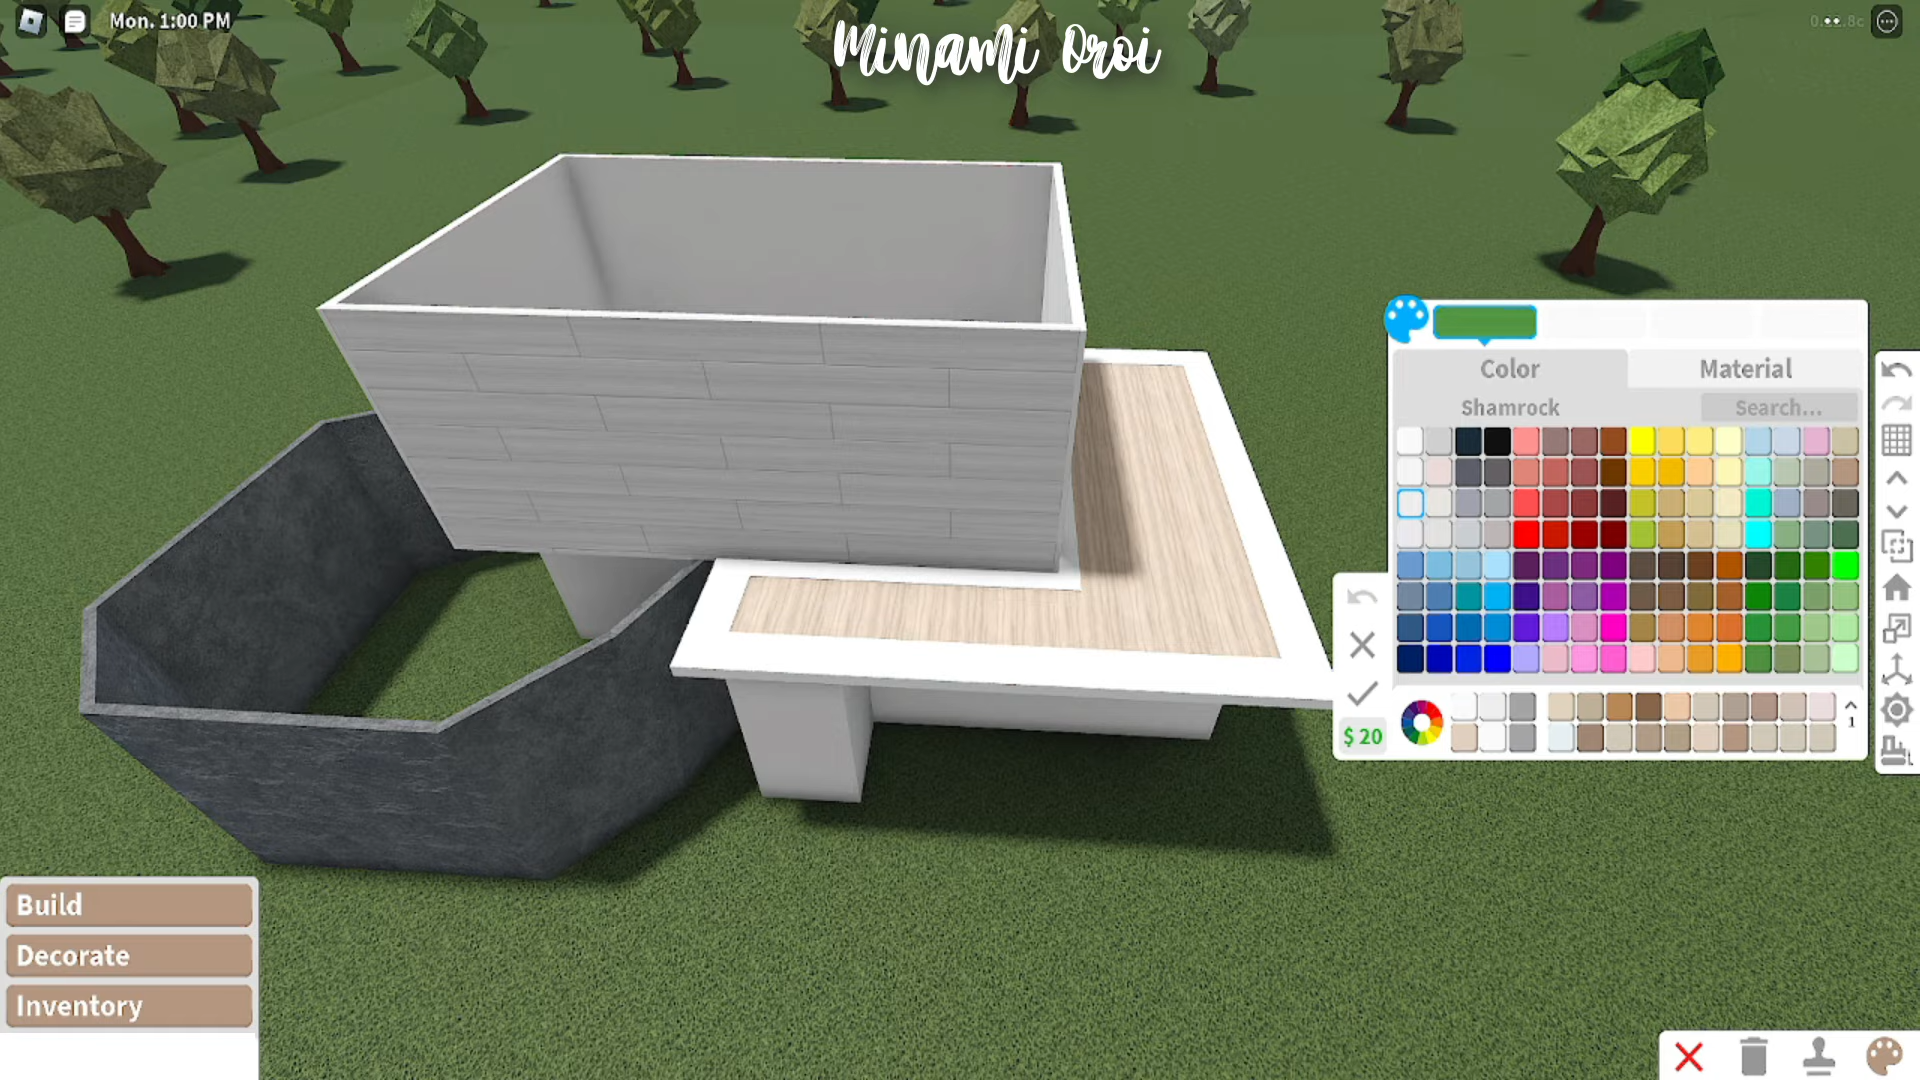 Mon. 1:00 PM
Minami Oroi
Color
Material
Shamrock
Search...
1
$ 20
Build
Decorate
Inventory